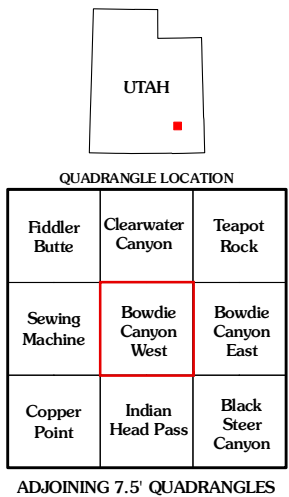 UTAH
QUADRANGLE LOCATION
Fiddler
Butte
Clearwater
Canyon
Teapot
Rock
Sewing
Machine
Bowdie
Canyon
West
Bowdie
Canyon
East
Copper
Point
Indian
Head Pass
Black
Steer
Canyon
ADJOINING 7.5' QUADRANGLES